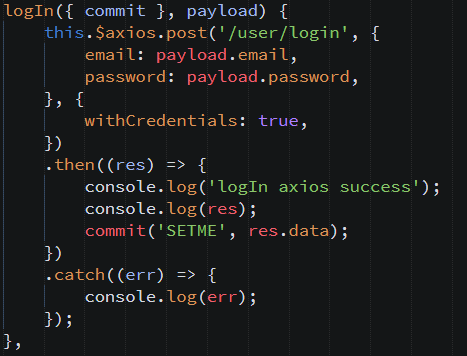 logIn({ commit }, payload) {
    this.$axios.post('/user/login', {
        email: payload.email,
        password: payload.password,
    }, {
        withCredentials: true,
    })
    .then((res) => {
        console.log('logIn axios success');
        console.log(res);
        commit('SETME', res.data);
    })
    .catch((err) => {
        console.log(err);
    });
},